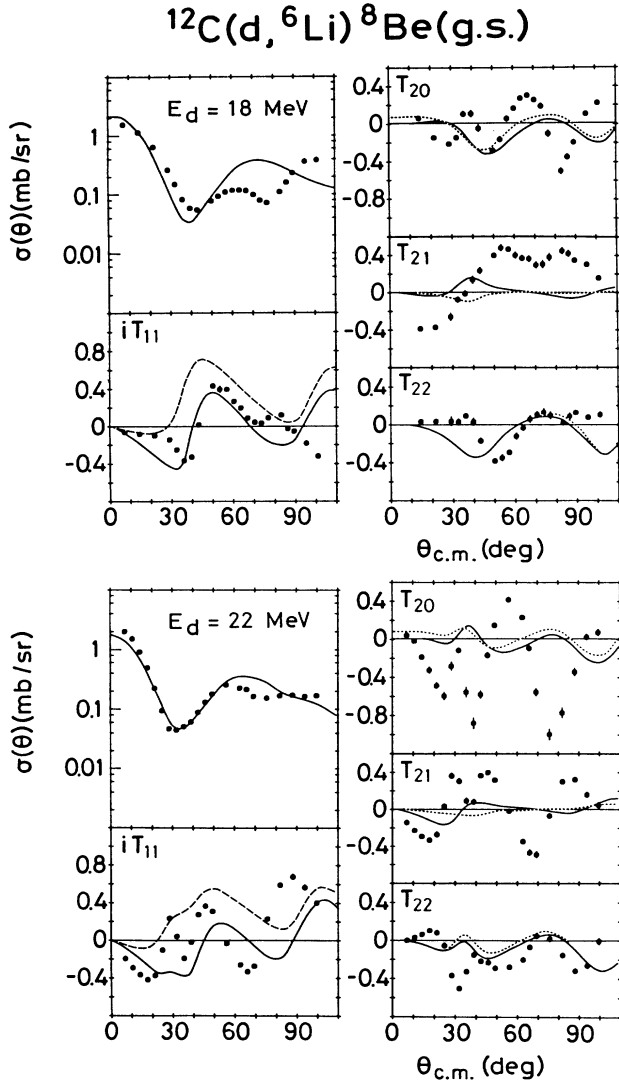 ¹²C(d, ⁶Li) ⁸Be(g.s.)
E_d = 18 MeV
σ(θ)(mb/sr)
1
0.1
0.01
iT₁₁
0.8
0.4
0
-0.4
0 30 60 90
T₂₀
0.4
0
-0.4
-0.8
T₂₁
0.4
0
-0.4
T₂₂
0.4
0
-0.4
0 30 60 90
θ_c.m. (deg)
E_d = 22 MeV
σ(θ)(mb/sr)
1
0.1
0.01
iT₁₁
0.8
0.4
0
-0.4
0 30 60 90
T₂₀
0.4
0
-0.4
-0.8
T₂₁
0.4
0
-0.4
T₂₂
0.4
0
-0.4
0 30 60 90
θ_c.m. (deg)